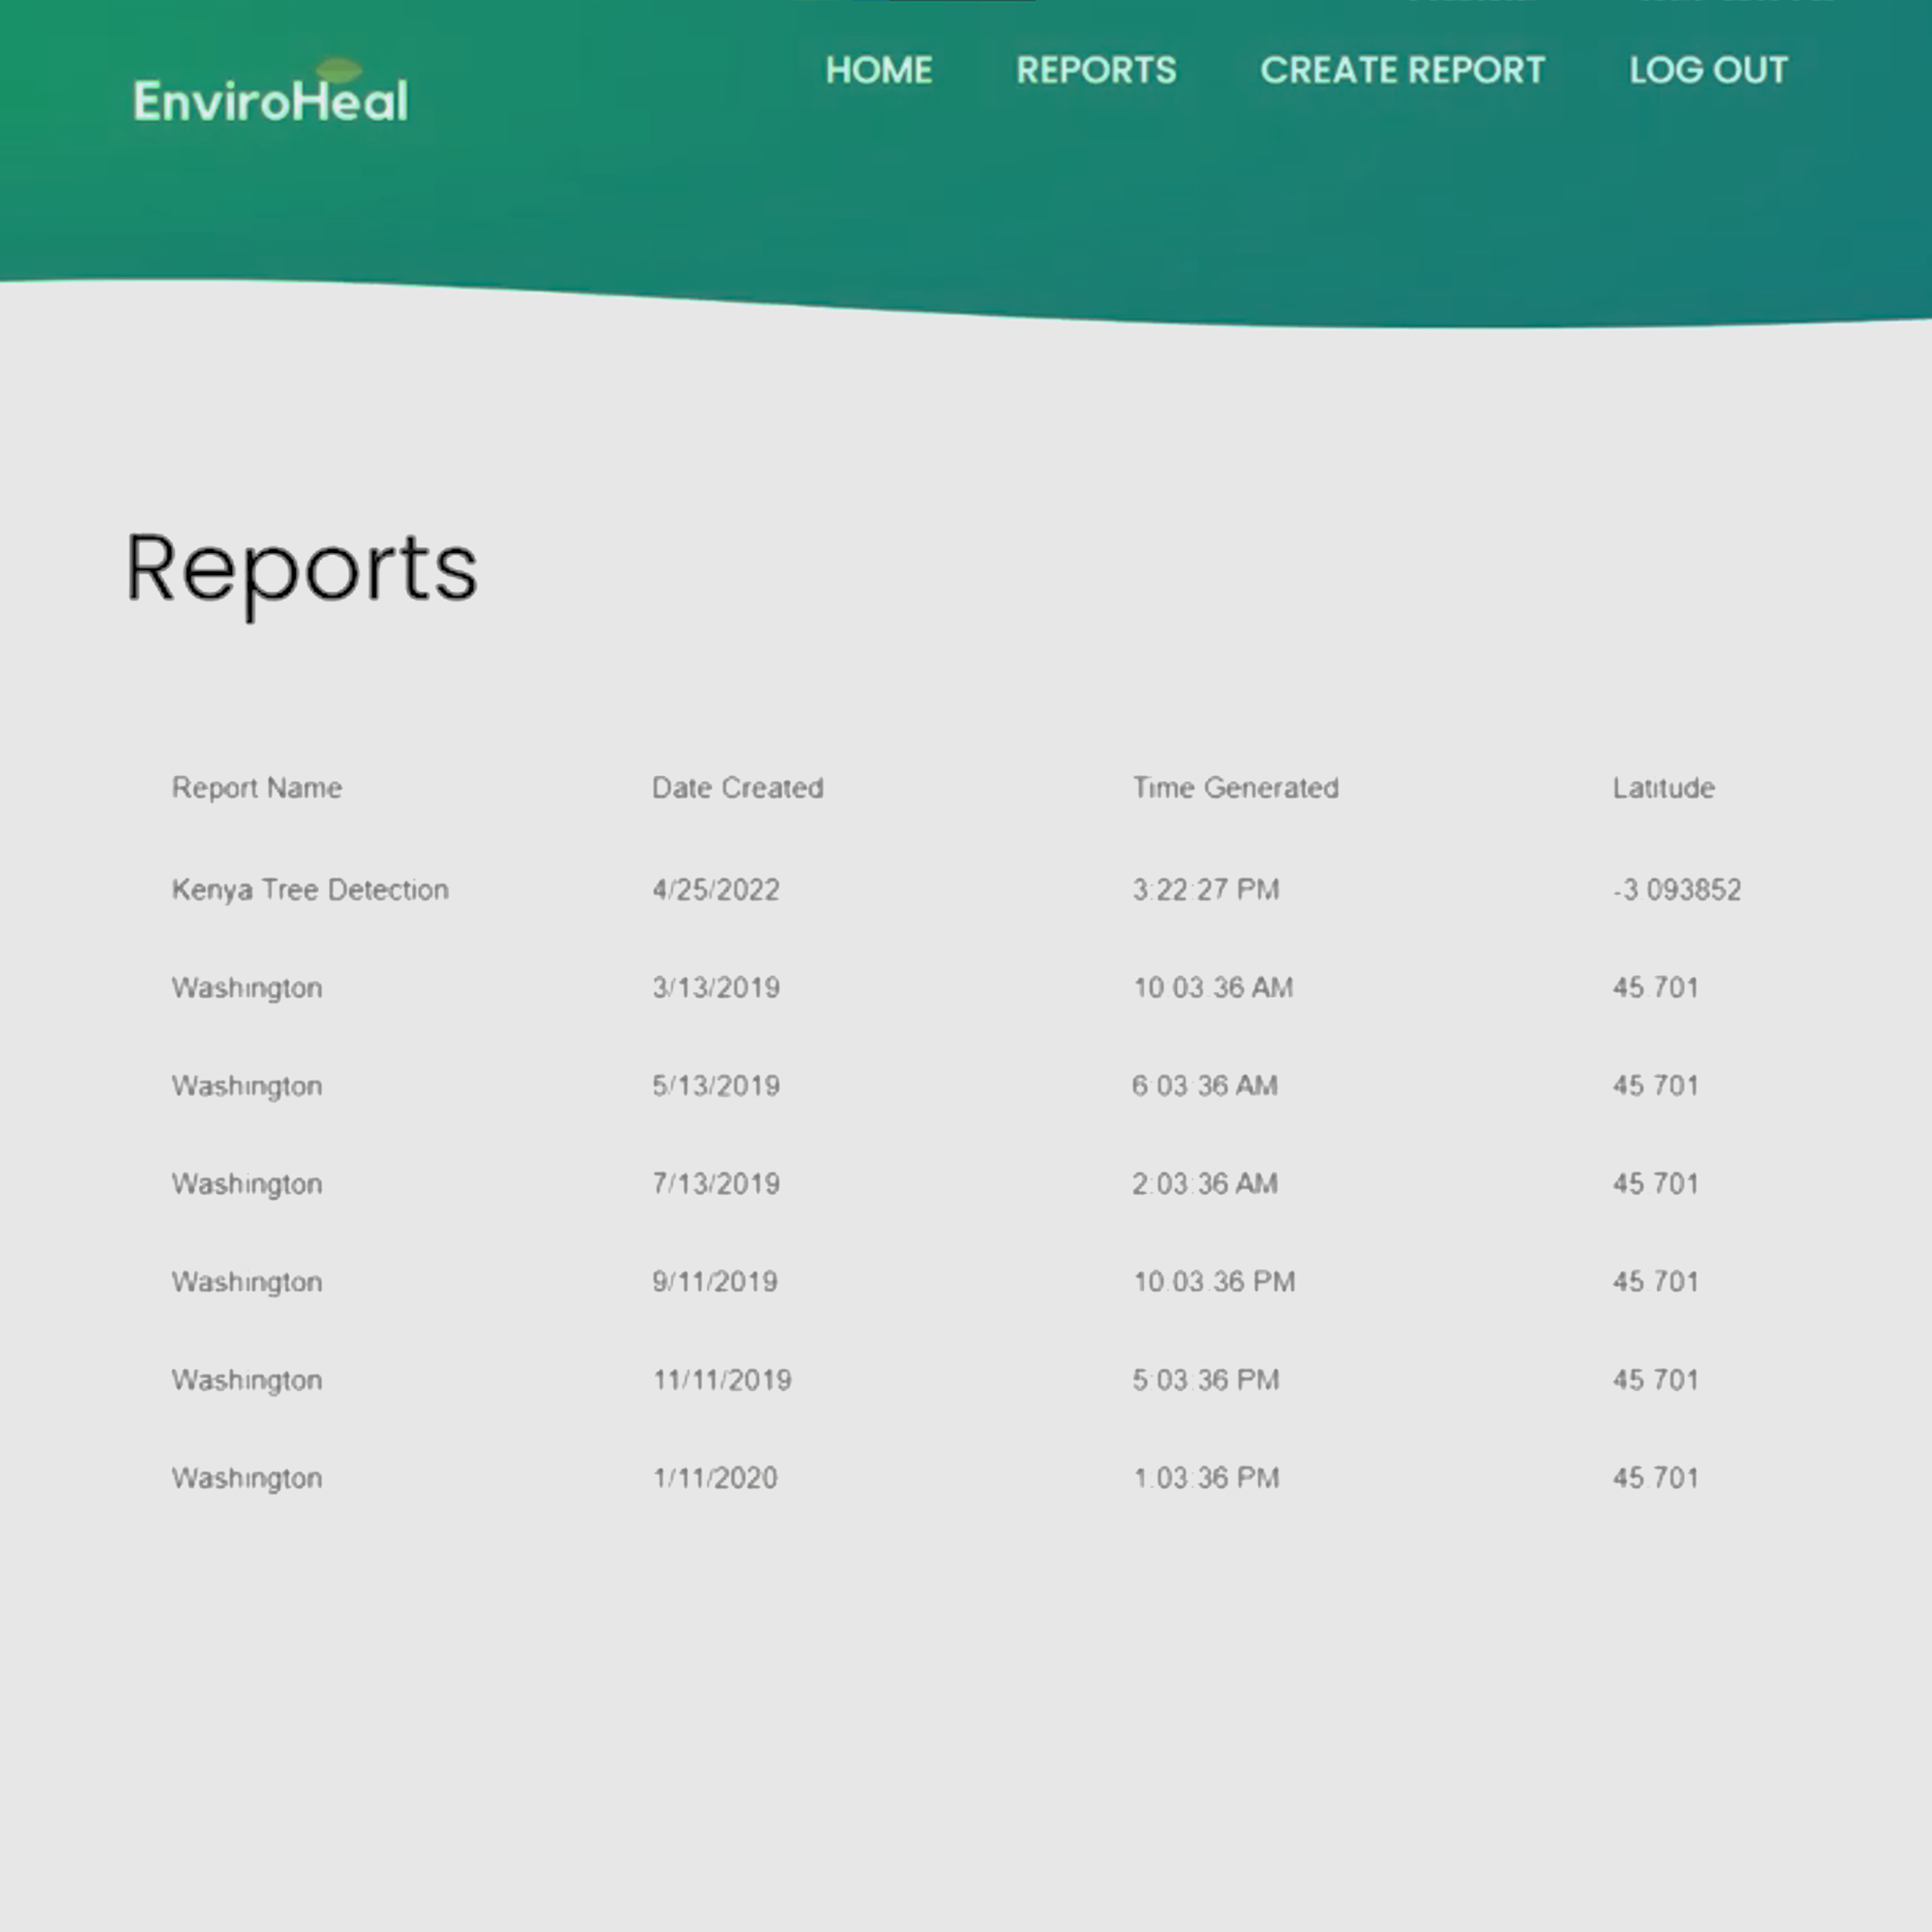 EnviroHeal
HOME REPORTS CREATE REPORT LOG OUT
Reports
Report Name Date Created Time Generated Latitude
Kenya Tree Detection 4/25/2022 3:22:27 PM -3.093852
Washington 3/13/2019 10:03:36 AM 45.701
Washington 5/13/2019 6:03:36 AM 45.701
Washington 7/13/2019 2:03:36 AM 45.701
Washington 9/11/2019 10:03:36 PM 45.701
Washington 11/11/2019 5:03:36 PM 45.701
Washington 1/11/2020 1:03:36 PM 45.701